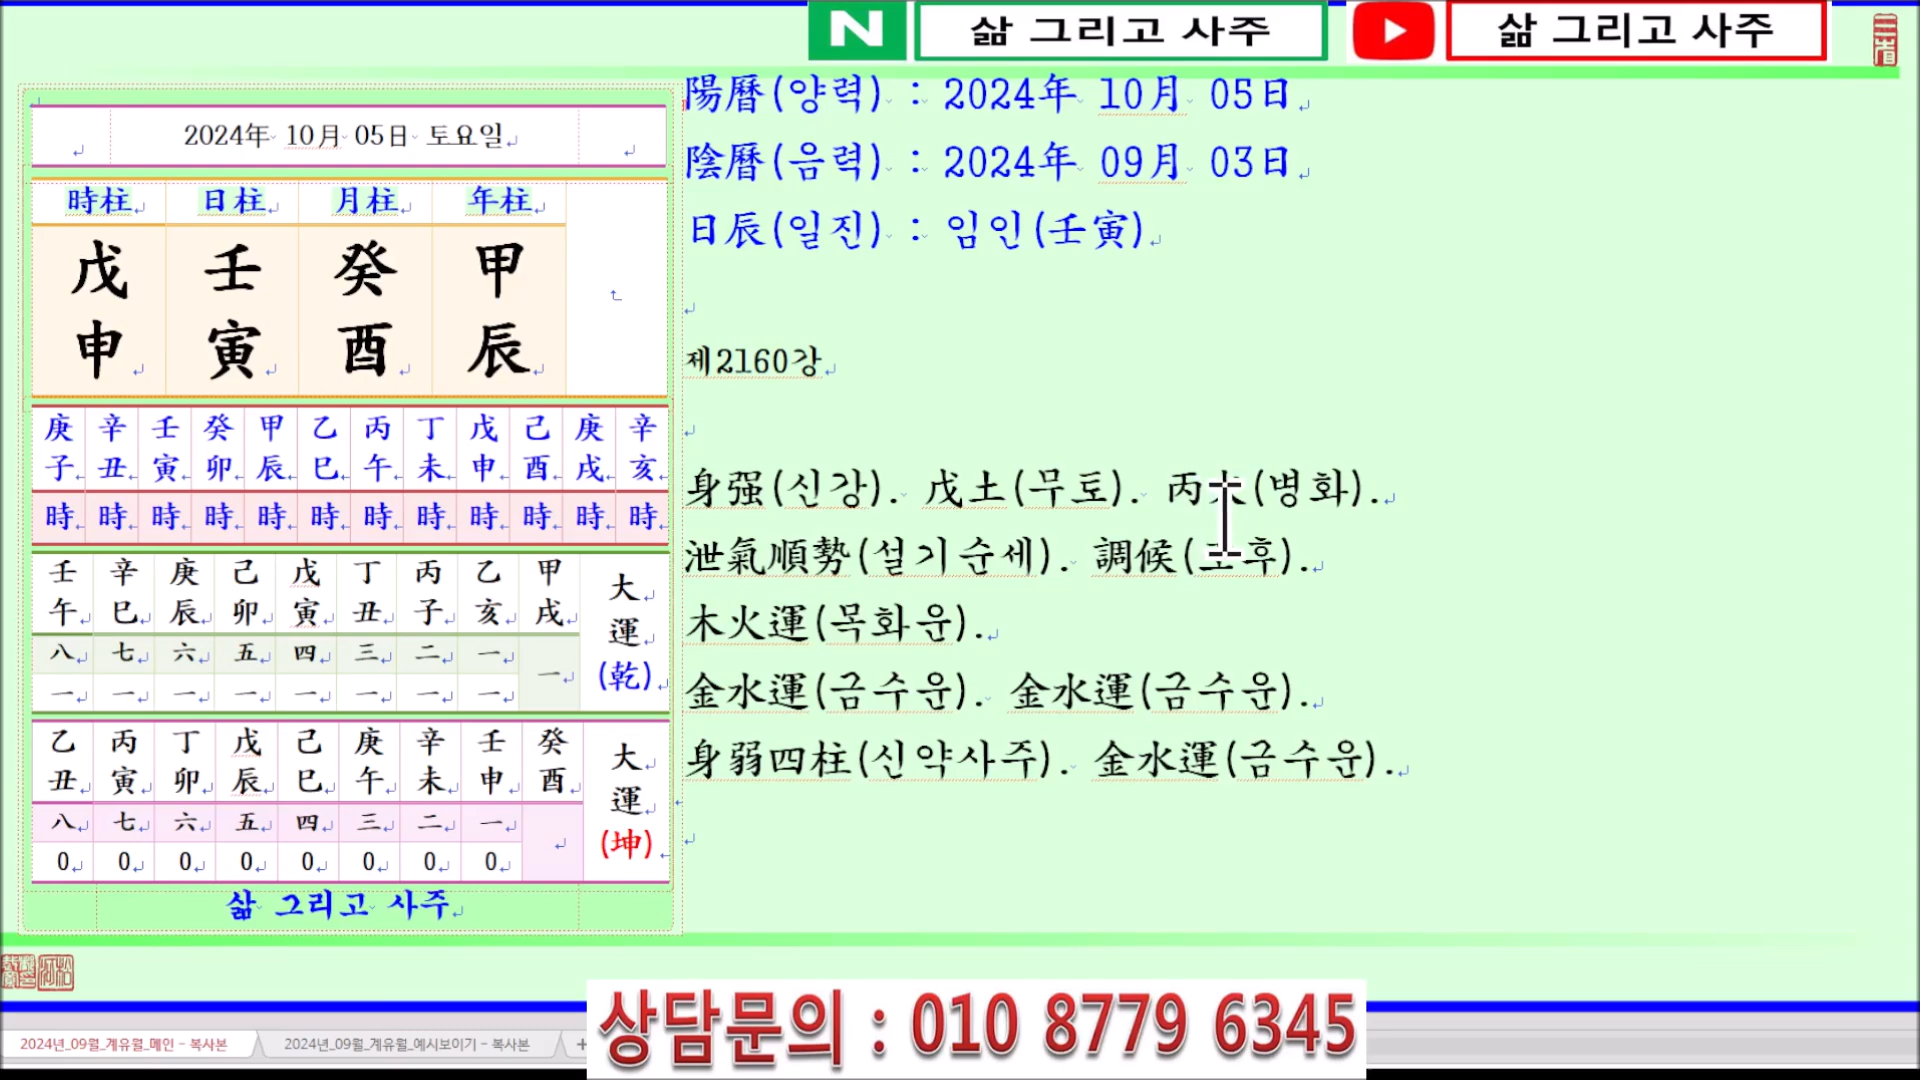 N 삶 그리고 사주 삶 그리고 사주
2024年 10月 05日 토요일
時柱 日柱 月柱 年柱
戊 壬 癸 甲
申 寅 酉 辰
庚 辛 壬 癸 甲 乙 丙 丁 戊 己 庚 辛
子 丑 寅 卯 辰 巳 午 未 申 酉 戌 亥
時 時 時 時 時 時 時 時 時 時 時 時
壬 辛 庚 己 戊 丁 丙 乙 甲
午 巳 辰 卯 寅 丑 子 亥 戌
八 七 六 五 四 三 二 一
一 一 一 一 一 一 一 一 一
大
運
(乾)
乙 丙 丁 戊 己 庚 辛 壬 癸
丑 寅 卯 辰 巳 午 未 申 酉
八 七 六 五 四 三 二 一
0 0 0 0 0 0 0 0
大
運
(坤)
삶 그리고 사주
陽曆(양력) : 2024年 10月 05日
陰曆(음력) : 2024年 09月 03日
日辰(일진) : 임인(壬寅)
제2160강
身强(신강). 戊土(무토). 丙火(병화).
泄氣順勢(설기순세). 調候(조후).
木火運(목화운).
金水運(금수운). 金水運(금수운).
身弱四柱(신약사주). 金水運(금수운).
2024년_09월_계유월_메인 - 복사본 2024년_09월_계유월_예시보이기 - 복사본 +
상담문의 : 010 8779 6345